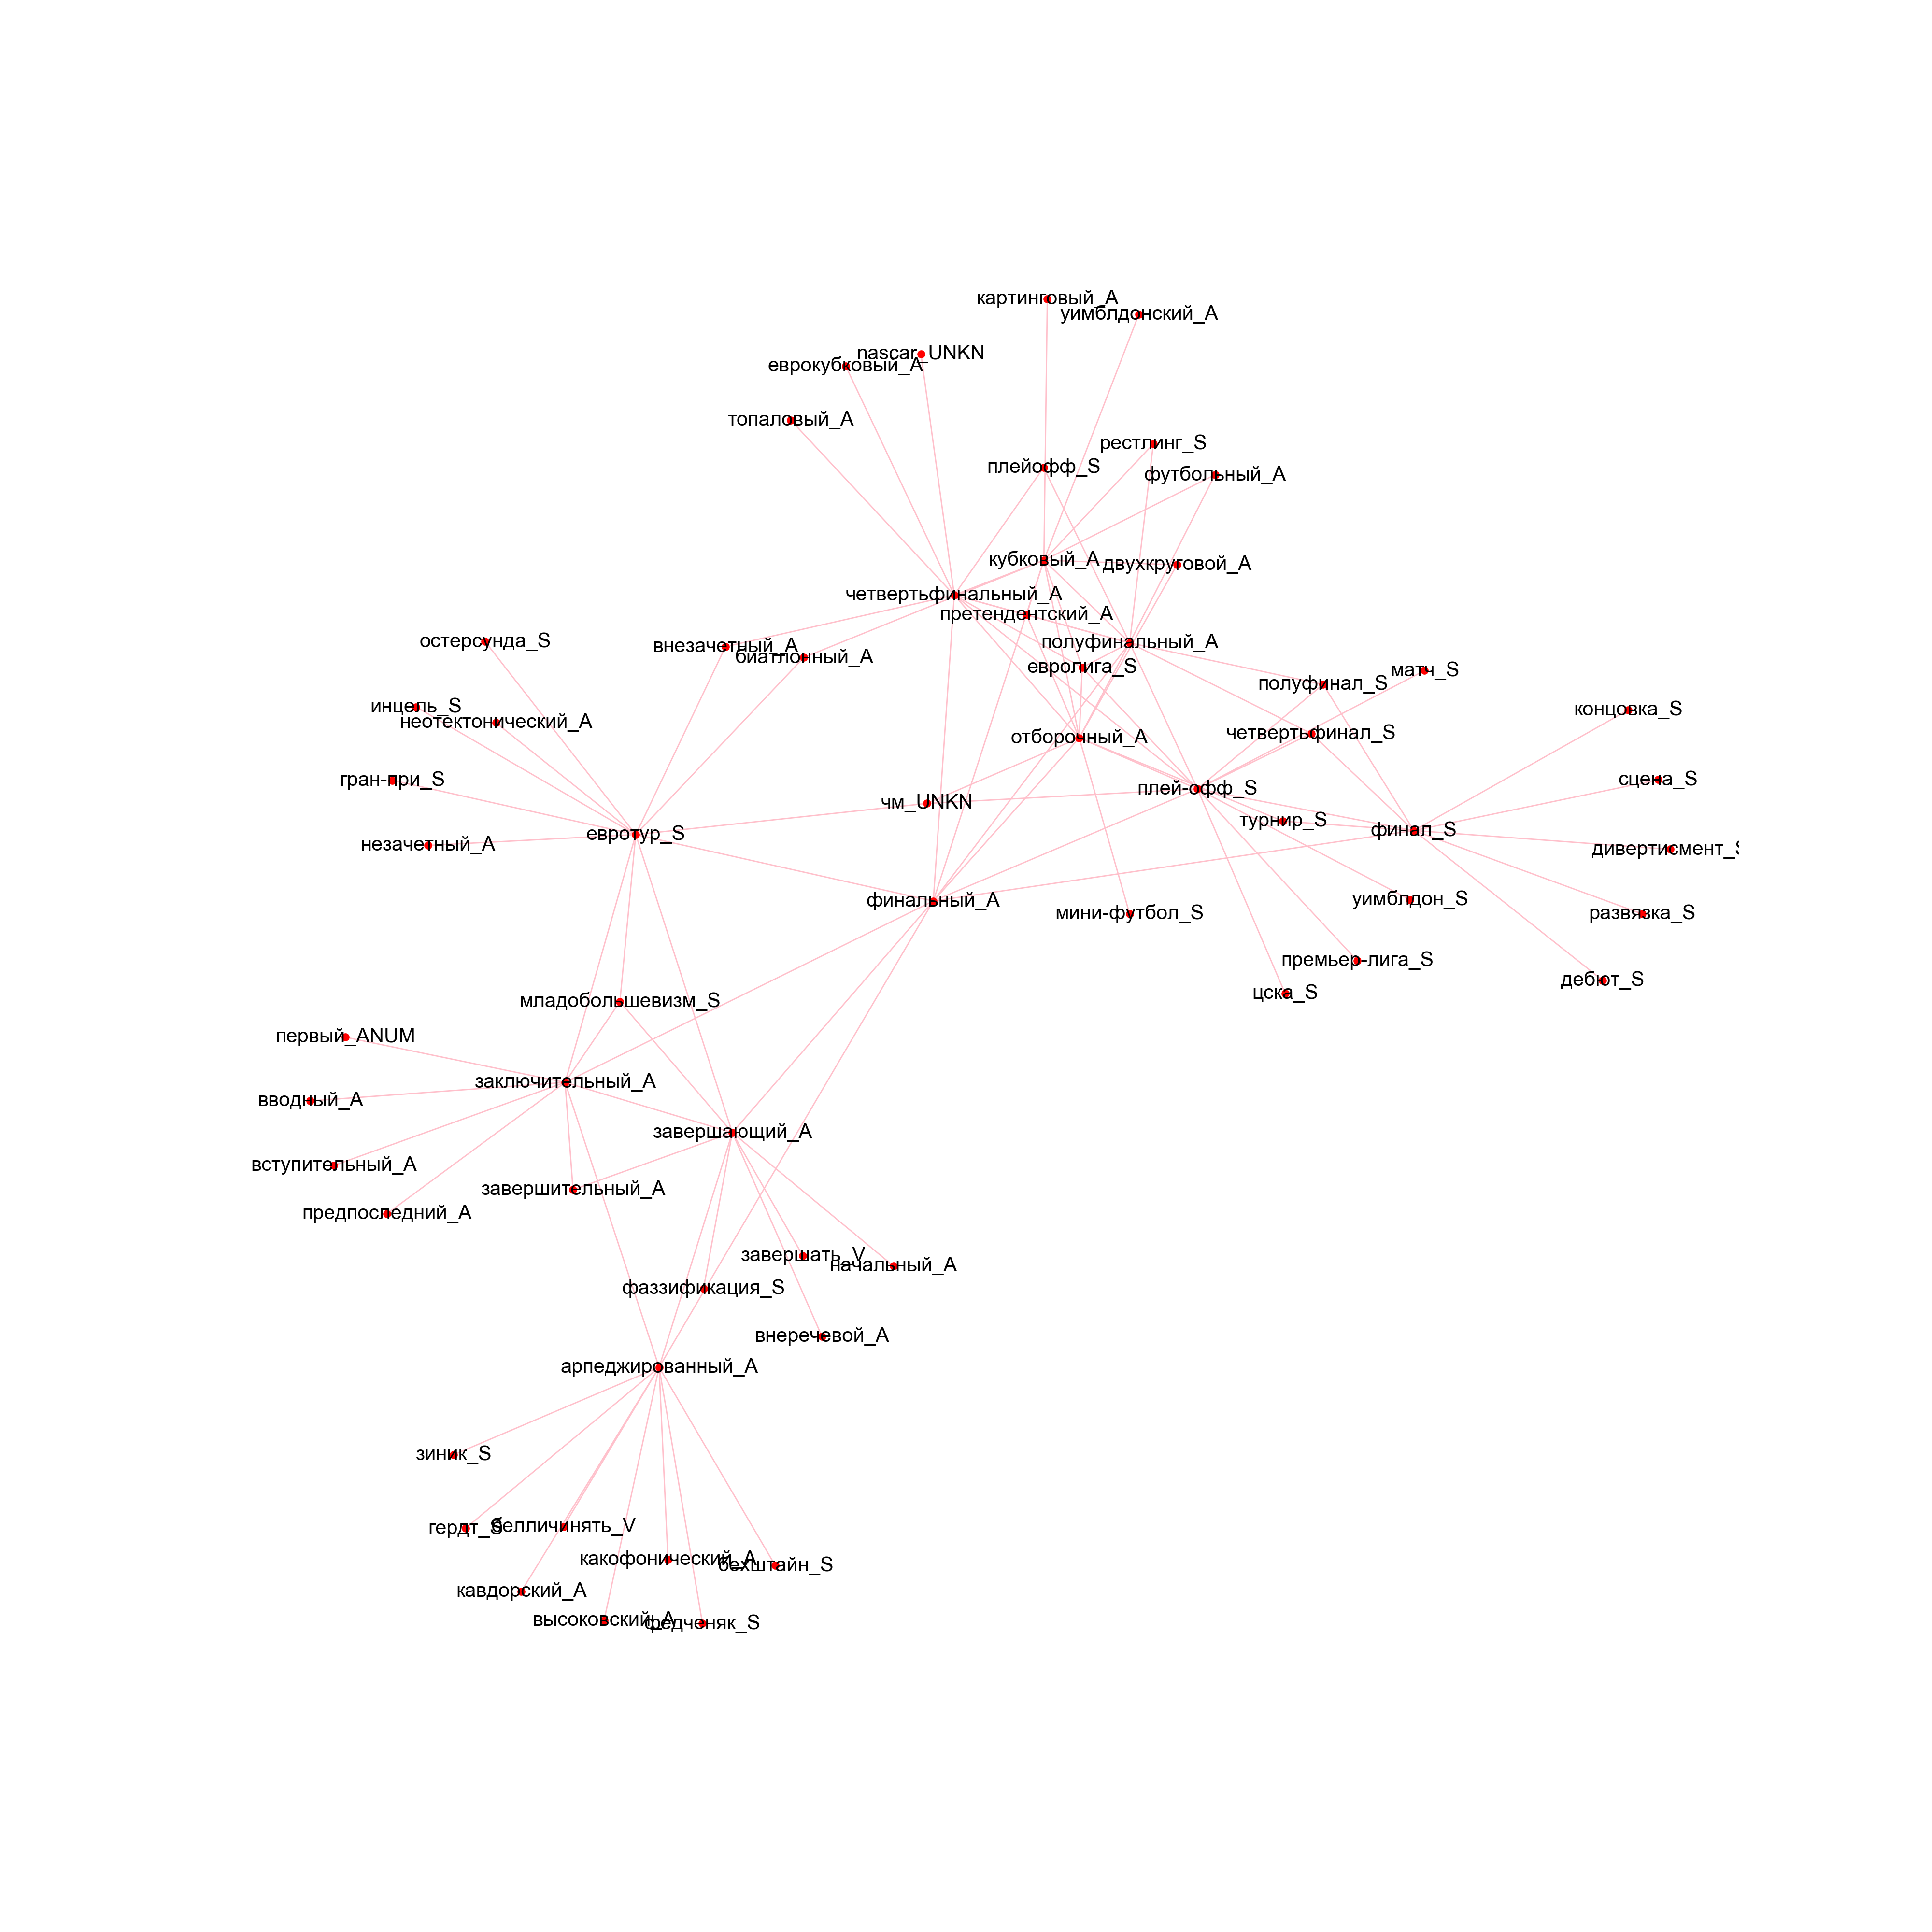 картинговый_A
уимблдонский_A
nascar_UNKN
еврокубковый_A
топаловый_A
рестлинг_S
плейофф_S
футбольный_A
кубковый_A
двухкруговой_A
четвертьфинальный_A
претендентский_A
остерсунда_S
полуфинальный_A
внезачетный_A
биатлонный_A
евролига_S
матч_S
полуфинал_S
инцель_S
концовка_S
неотектонический_A
четвертьфинал_S
отборочный_A
гран-при_S
сцена_S
плей-офф_S
чм_UNKN
турнир_S
финал_S
евротур_S
незачетный_A
дивертисмент_S
финальный_A
уимблдон_S
мини-футбол_S
развязка_S
премьер-лига_S
дебют_S
цска_S
младобольшевизм_S
первый_ANUM
заключительный_A
вводный_A
завершающий_A
вступительный_A
завершительный_A
предпоследний_A
завершать_V
начальный_A
фаззификация_S
внеречевой_A
арпеджированный_A
зиник_S
гердт_S
белличинять_V
какофонический_A
бехштайн_S
кавдорский_A
высоковский_A
федченяк_S